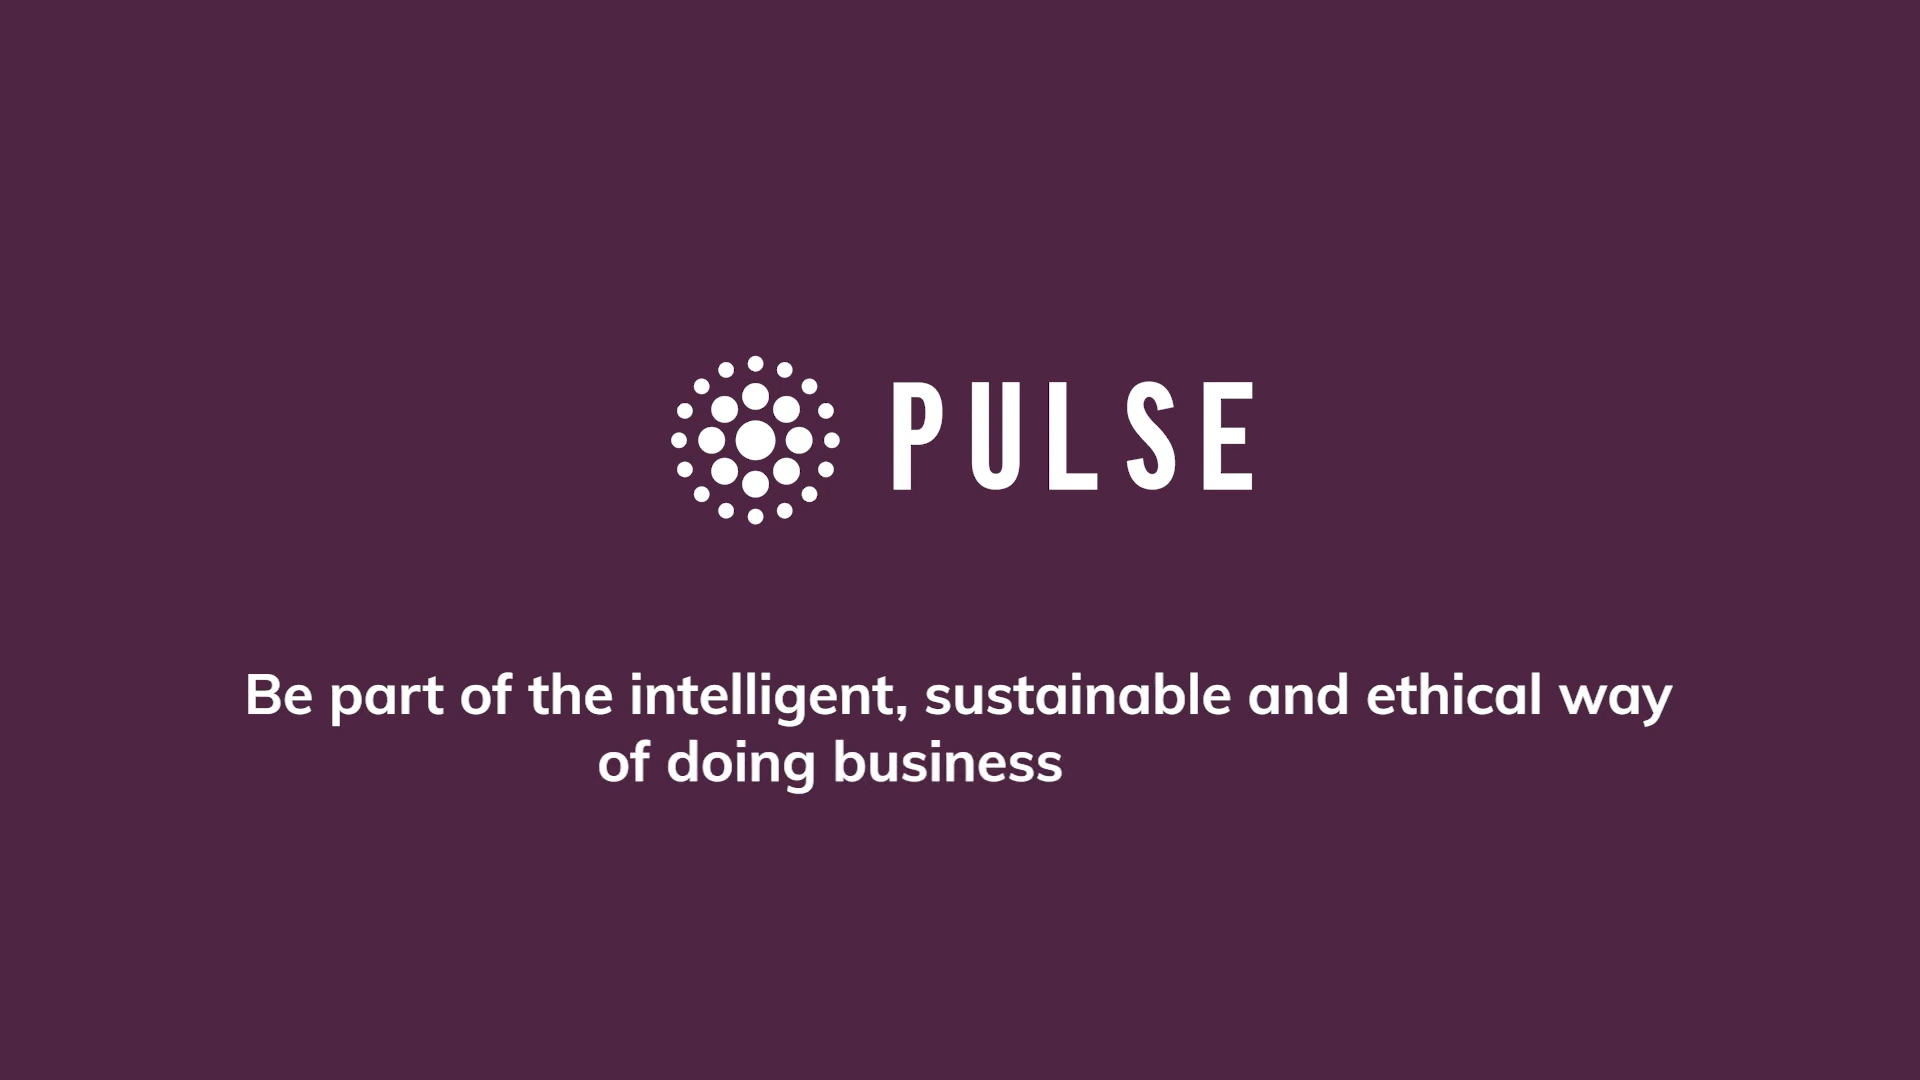 PULSE
Be part of the intelligent, sustainable and ethical way
of doing business